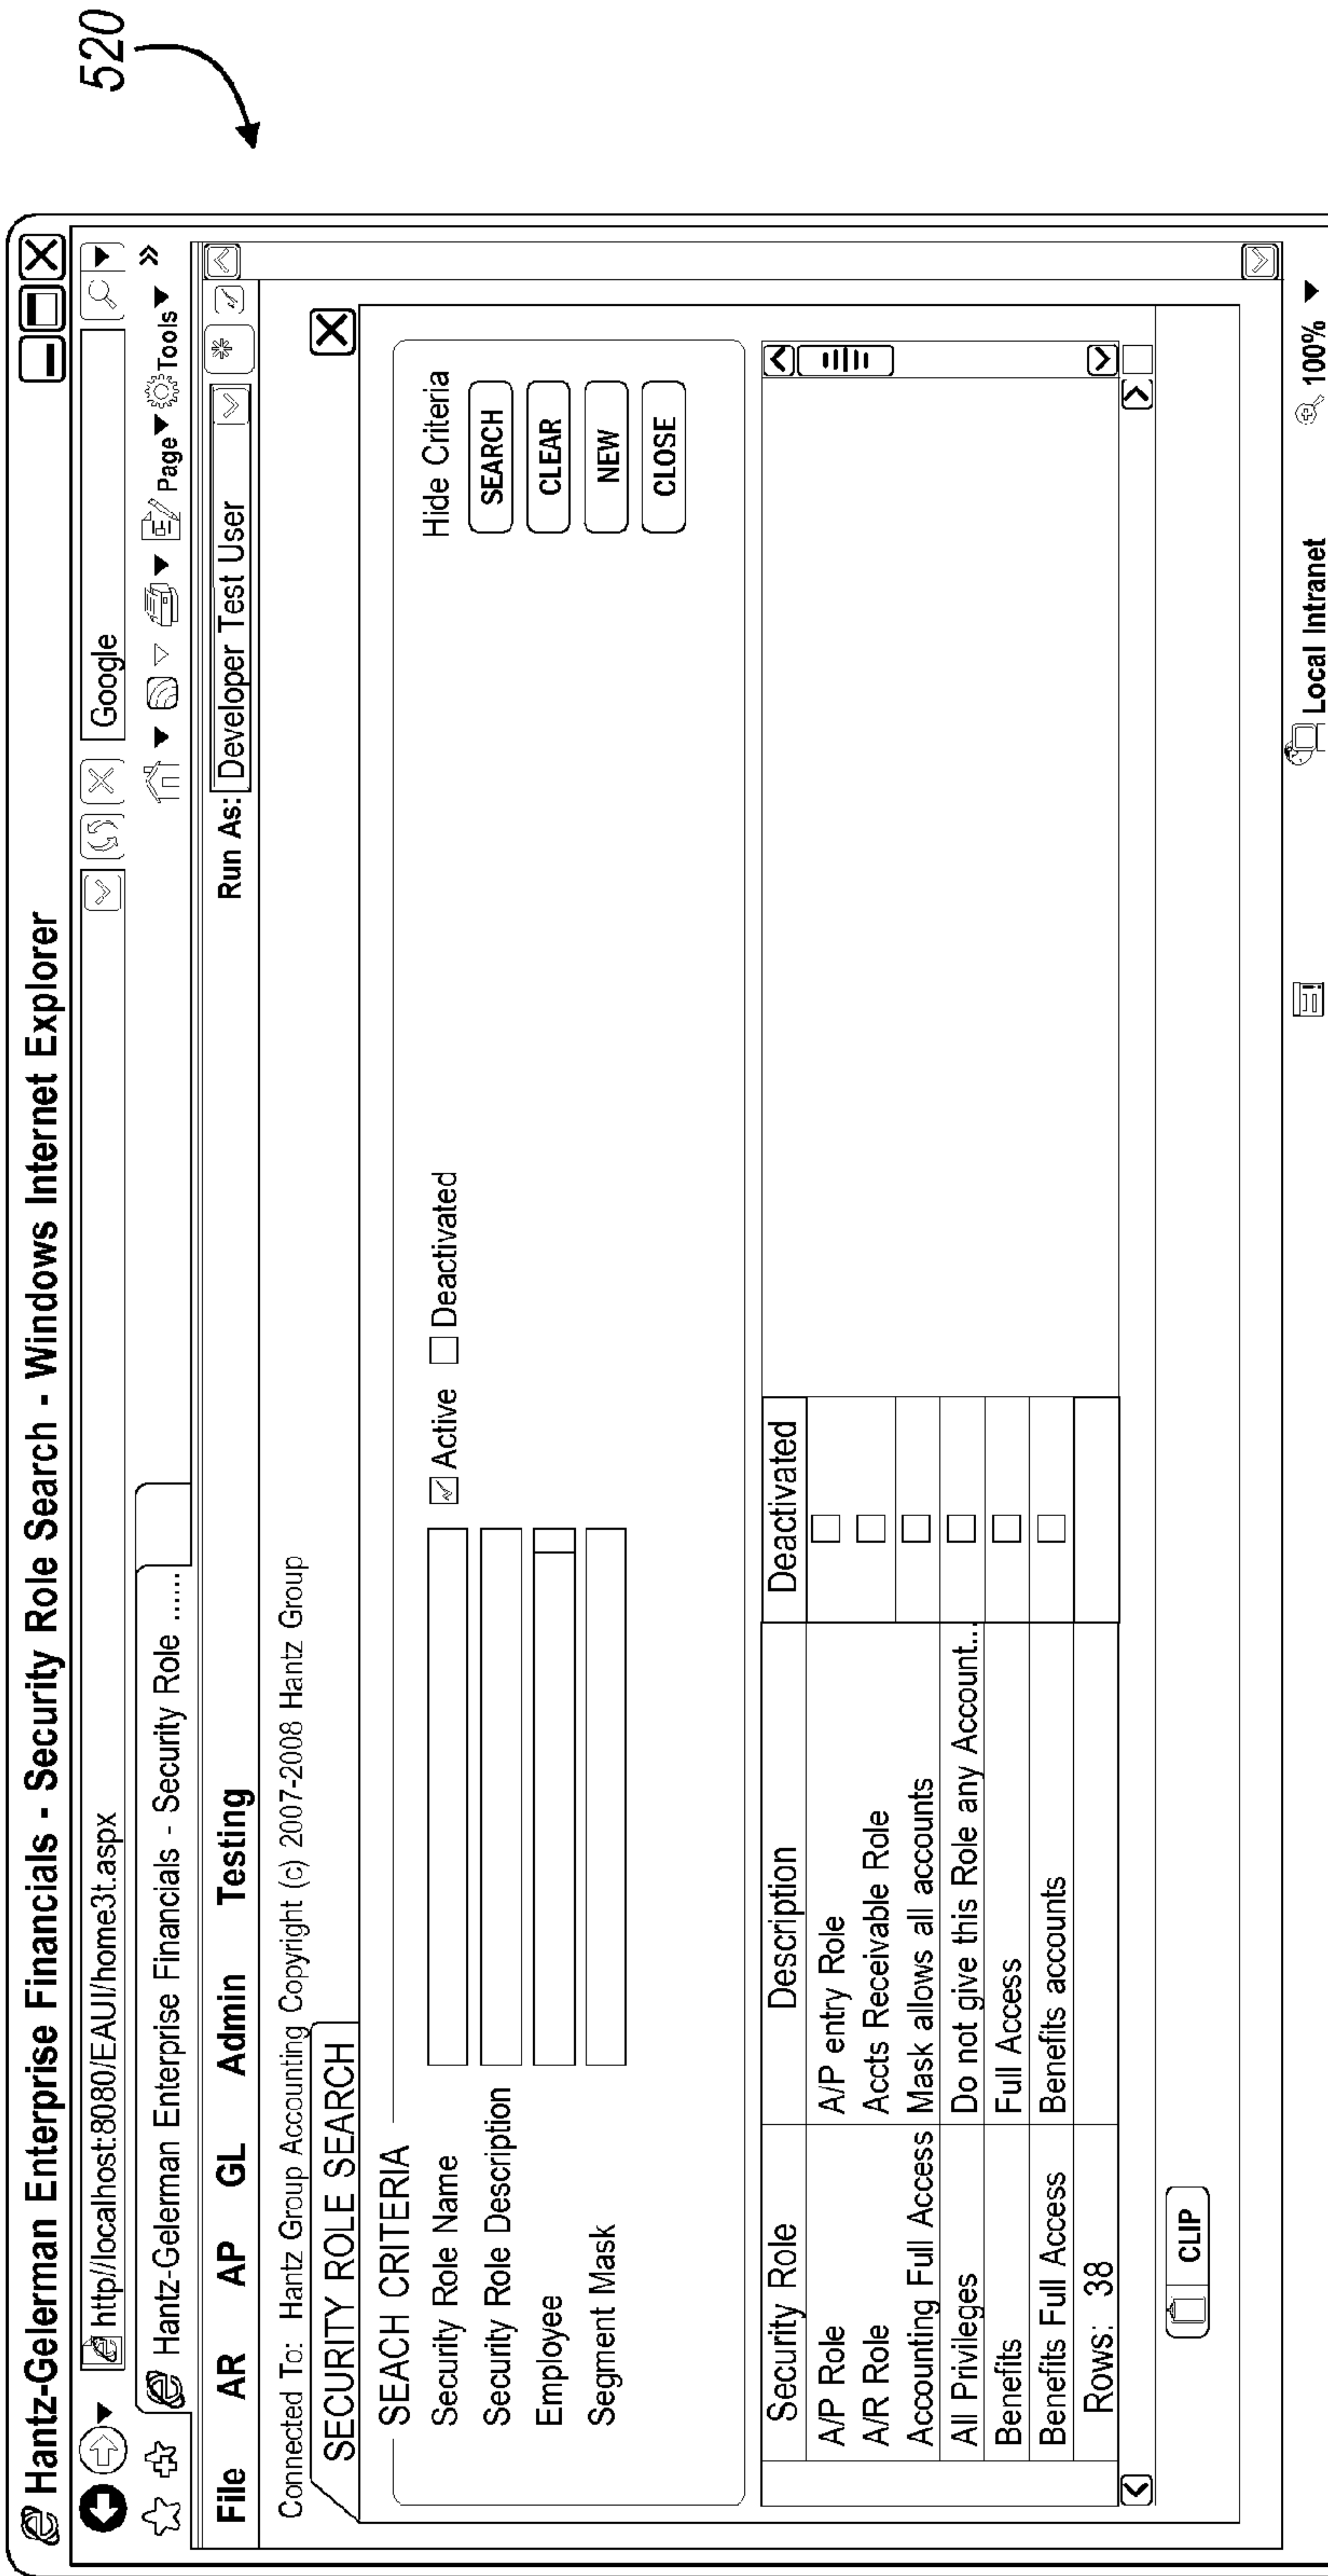 520
Hantz-Gelerman Enterprise Financials - Security Role Search - Windows Internet Explorer
http//localhost:8080/EAUI/home3t.aspx Google
Hantz-Gelerman Enterprise Financials - Security Role ...... Page Tools »
File AR AP GL Admin Testing Run As: Developer Test User
Connected To: Hantz Group Accounting Copyright (c) 2007-2008 Hantz Group
SECURITY ROLE SEARCH
SEACH CRITERIA
Hide Criteria
Security Role Name Active Deactivated SEARCH
Security Role Description CLEAR
Employee NEW
Segment Mask CLOSE
Security Role Description Deactivated
A/P Role A/P entry Role
A/R Role Accts Receivable Role
Accounting Full Access Mask allows all accounts
All Privileges Do not give this Role any Account...
Benefits Full Access
Benefits Full Access Benefits accounts
Rows: 38
CLIP
Local Intranet 100%